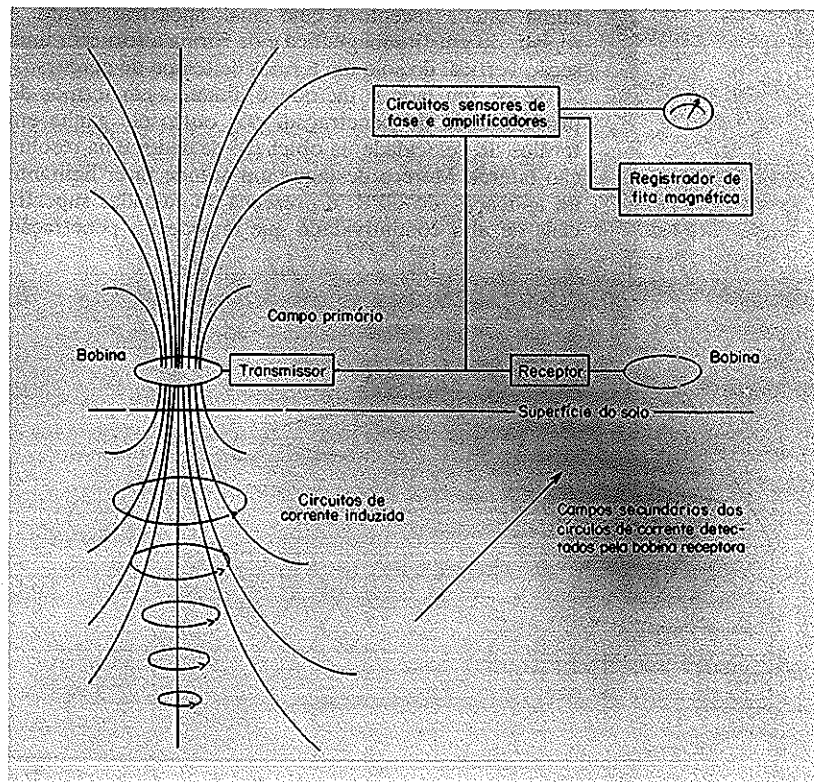 Circuitos sensores de
fase e amplificadores
Registrador de
fita magnética
Campo primário
Bobina
Transmissor
Receptor
Bobina
Superfície do solo
Circuitos de
corrente induzida
Campos secundários dos
círculos de corrente detec-
tados pela bobina receptora